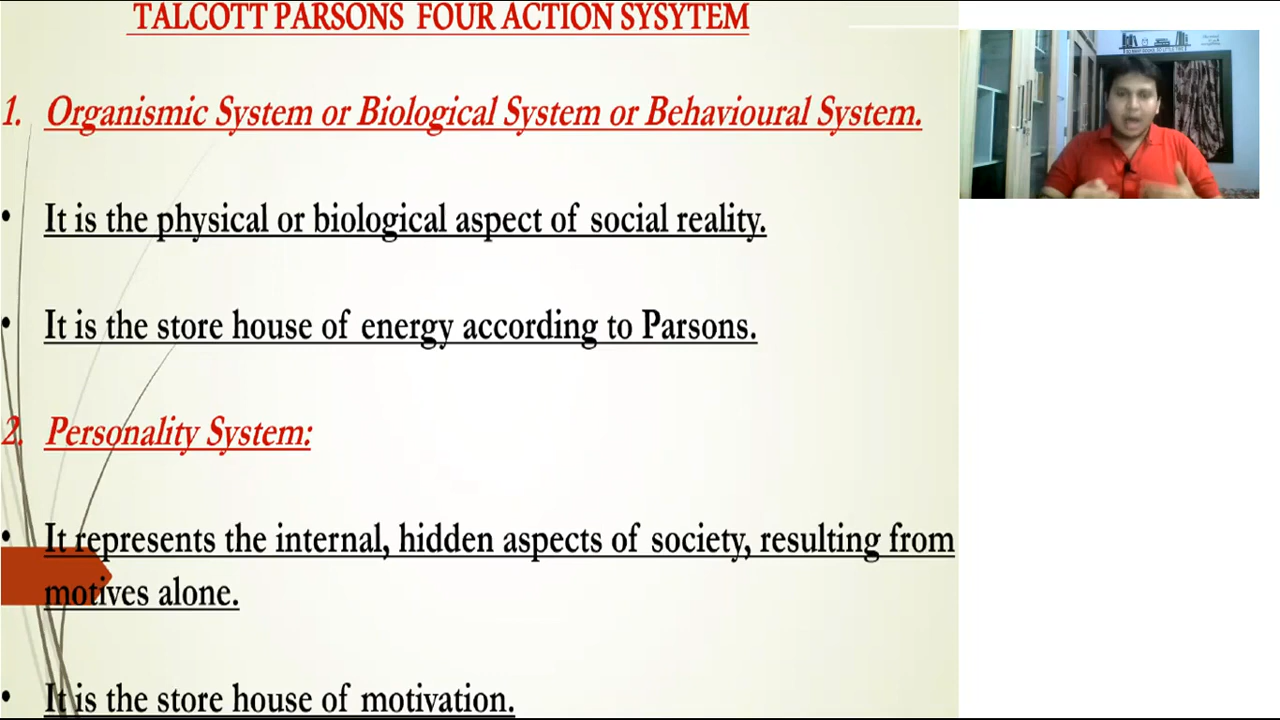 TALCOTT PARSONS FOUR ACTION SYSYTEM
1. Organismic System or Biological System or Behavioural System.
• It is the physical or biological aspect of social reality.
• It is the store house of energy according to Parsons.
2. Personality System:
• It represents the internal, hidden aspects of society, resulting from
motives alone.
• It is the store house of motivation.